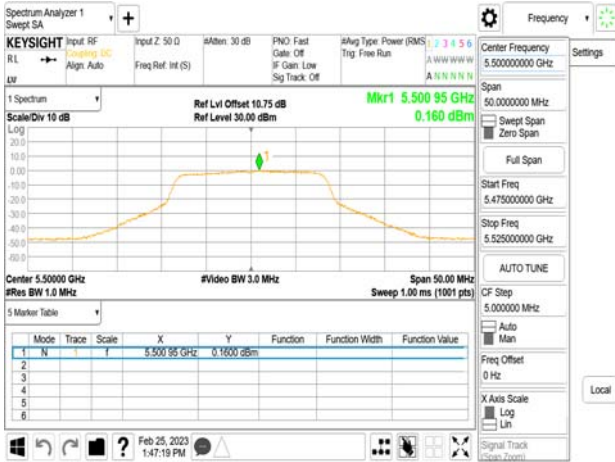 Spectrum Analyzer 1
Swept SA
Frequency
KEYSIGHT Input: RF Input Z: 50 Ω #Atten: 30 dB PNO: Fast #Avg Type: Power (RMS 1 2 3 4 5 6
RL Coupling: DC Gate: Off Trig: Free Run
Align: Auto Freq Ref: Int (S) IF Gain: Low A W W W W W
LV Sig Track: Off A N N N N N
1 Spectrum
Ref Lvl Offset 10.75 dB Mkr1 5.500 95 GHz
Scale/Div 10 dB Ref Level 30.00 dBm 0.160 dBm
Log
20.0
10.0
0.00
-10.0
-20.0
-30.0
-40.0
-50.0
-60.0
1
Center 5.50000 GHz #Video BW 3.0 MHz Span 50.00 MHz
#Res BW 1.0 MHz Sweep 1.00 ms (1001 pts)
5 Marker Table
Mode Trace Scale X Y Function Function Width Function Value
1 N 1 f 5.500 95 GHz 0.1600 dBm
2
3
4
5
6
Feb 25, 2023
1:47:19 PM
Center Frequency
5.500000000 GHz
Span
50.0000000 MHz
Swept Span
Zero Span
Full Span
Start Freq
5.475000000 GHz
Stop Freq
5.525000000 GHz
AUTO TUNE
CF Step
5.000000 MHz
Auto
Man
Freq Offset
0 Hz
X Axis Scale
Log
Lin
Signal Track
(Span Zoom)
Settings
Local